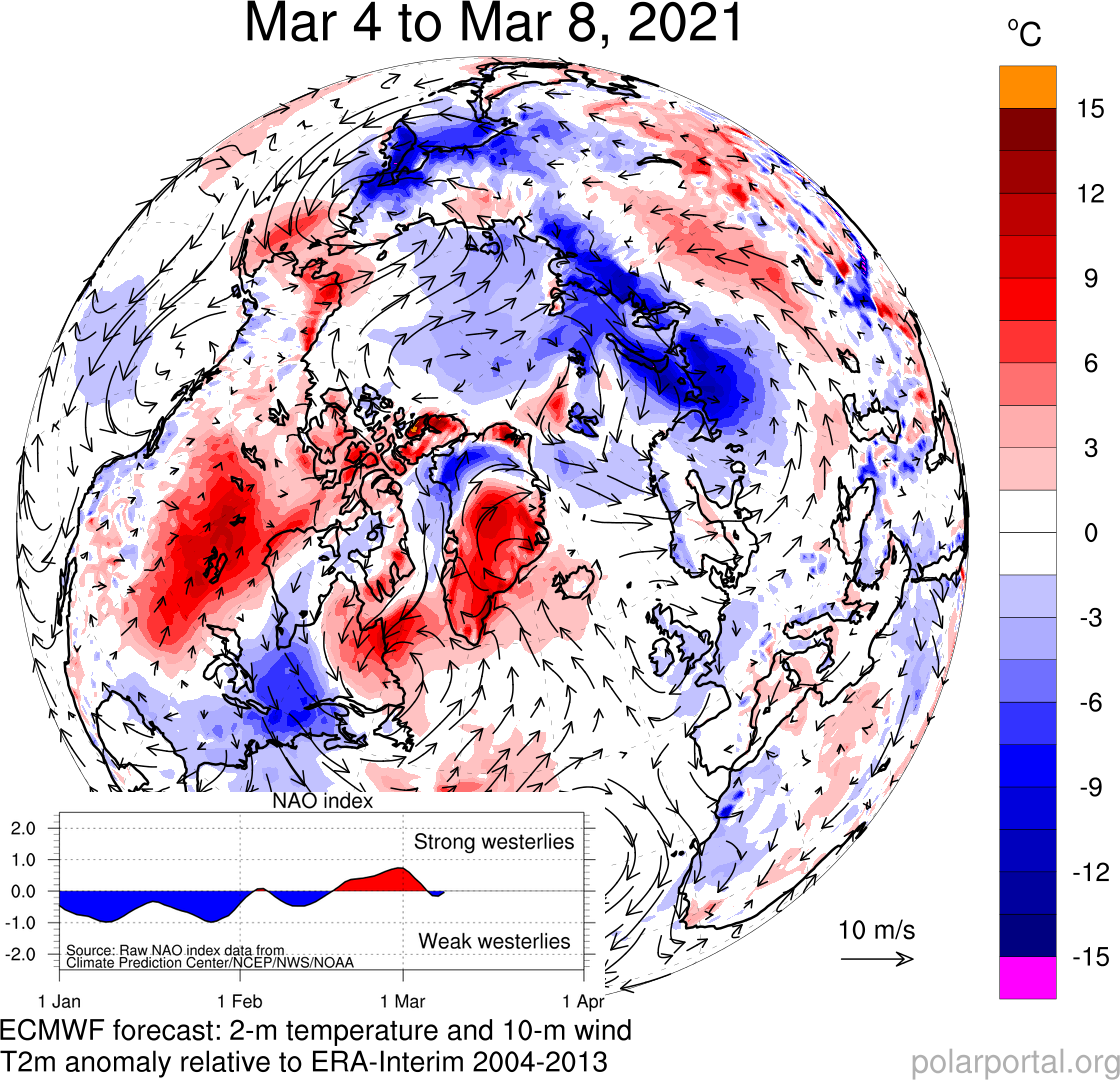 Mar 4 to Mar 8, 2021
°C
15
12
9
6
3
0
-3
-6
-9
-12
-15
NAO index
2.0
1.0
0.0
-1.0
-2.0
Strong westerlies
Weak westerlies
Source: Raw NAO index data from
Climate Prediction Center/NCEP/NWS/NOAA
1 Jan 1 Feb 1 Mar 1 Apr
10 m/s
ECMWF forecast: 2-m temperature and 10-m wind
T2m anomaly relative to ERA-Interim 2004-2013
polarportal.org